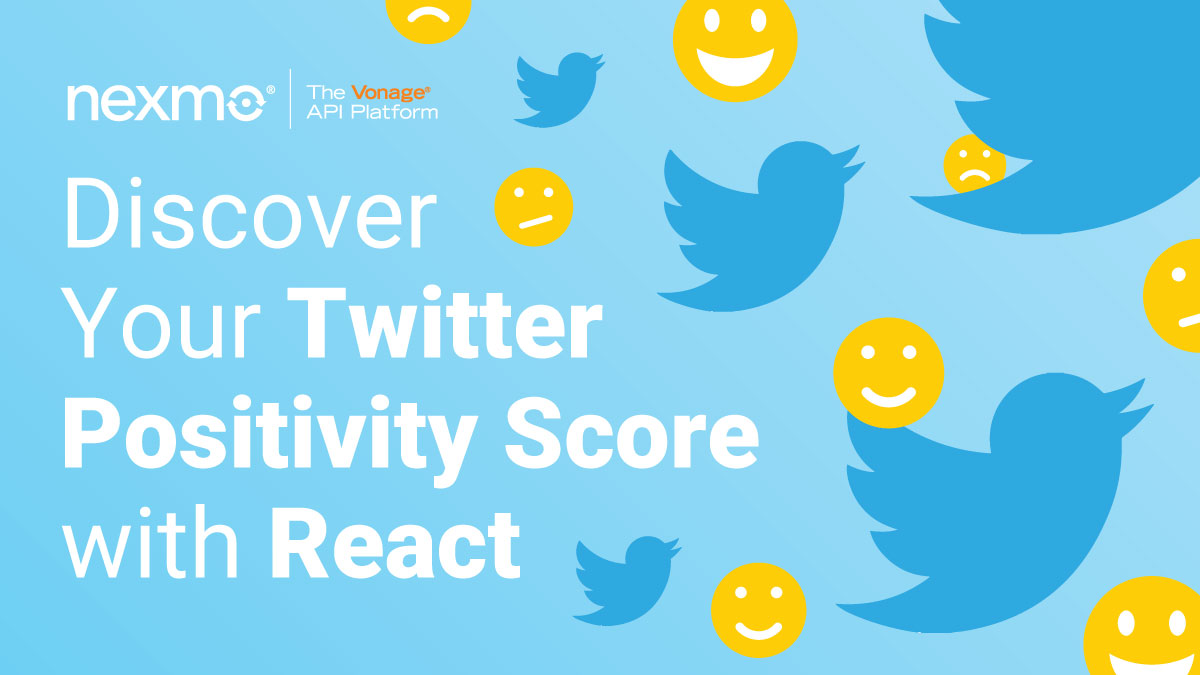 nexmo®
The Vonage®
API Platform
Discover
Your Twitter
Positivity Score
with React